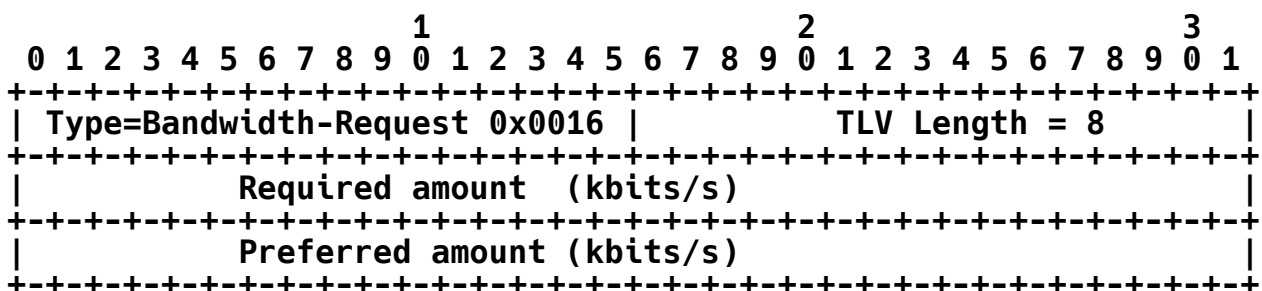 1                   2                   3
 0 1 2 3 4 5 6 7 8 9 0 1 2 3 4 5 6 7 8 9 0 1 2 3 4 5 6 7 8 9 0 1
+-+-+-+-+-+-+-+-+-+-+-+-+-+-+-+-+-+-+-+-+-+-+-+-+-+-+-+-+-+-+-+-+
| Type=Bandwidth-Request 0x0016 |          TLV Length = 8       |
+-+-+-+-+-+-+-+-+-+-+-+-+-+-+-+-+-+-+-+-+-+-+-+-+-+-+-+-+-+-+-+-+
|           Required amount  (kbits/s)                          |
+-+-+-+-+-+-+-+-+-+-+-+-+-+-+-+-+-+-+-+-+-+-+-+-+-+-+-+-+-+-+-+-+
|           Preferred amount (kbits/s)                          |
+-+-+-+-+-+-+-+-+-+-+-+-+-+-+-+-+-+-+-+-+-+-+-+-+-+-+-+-+-+-+-+-+